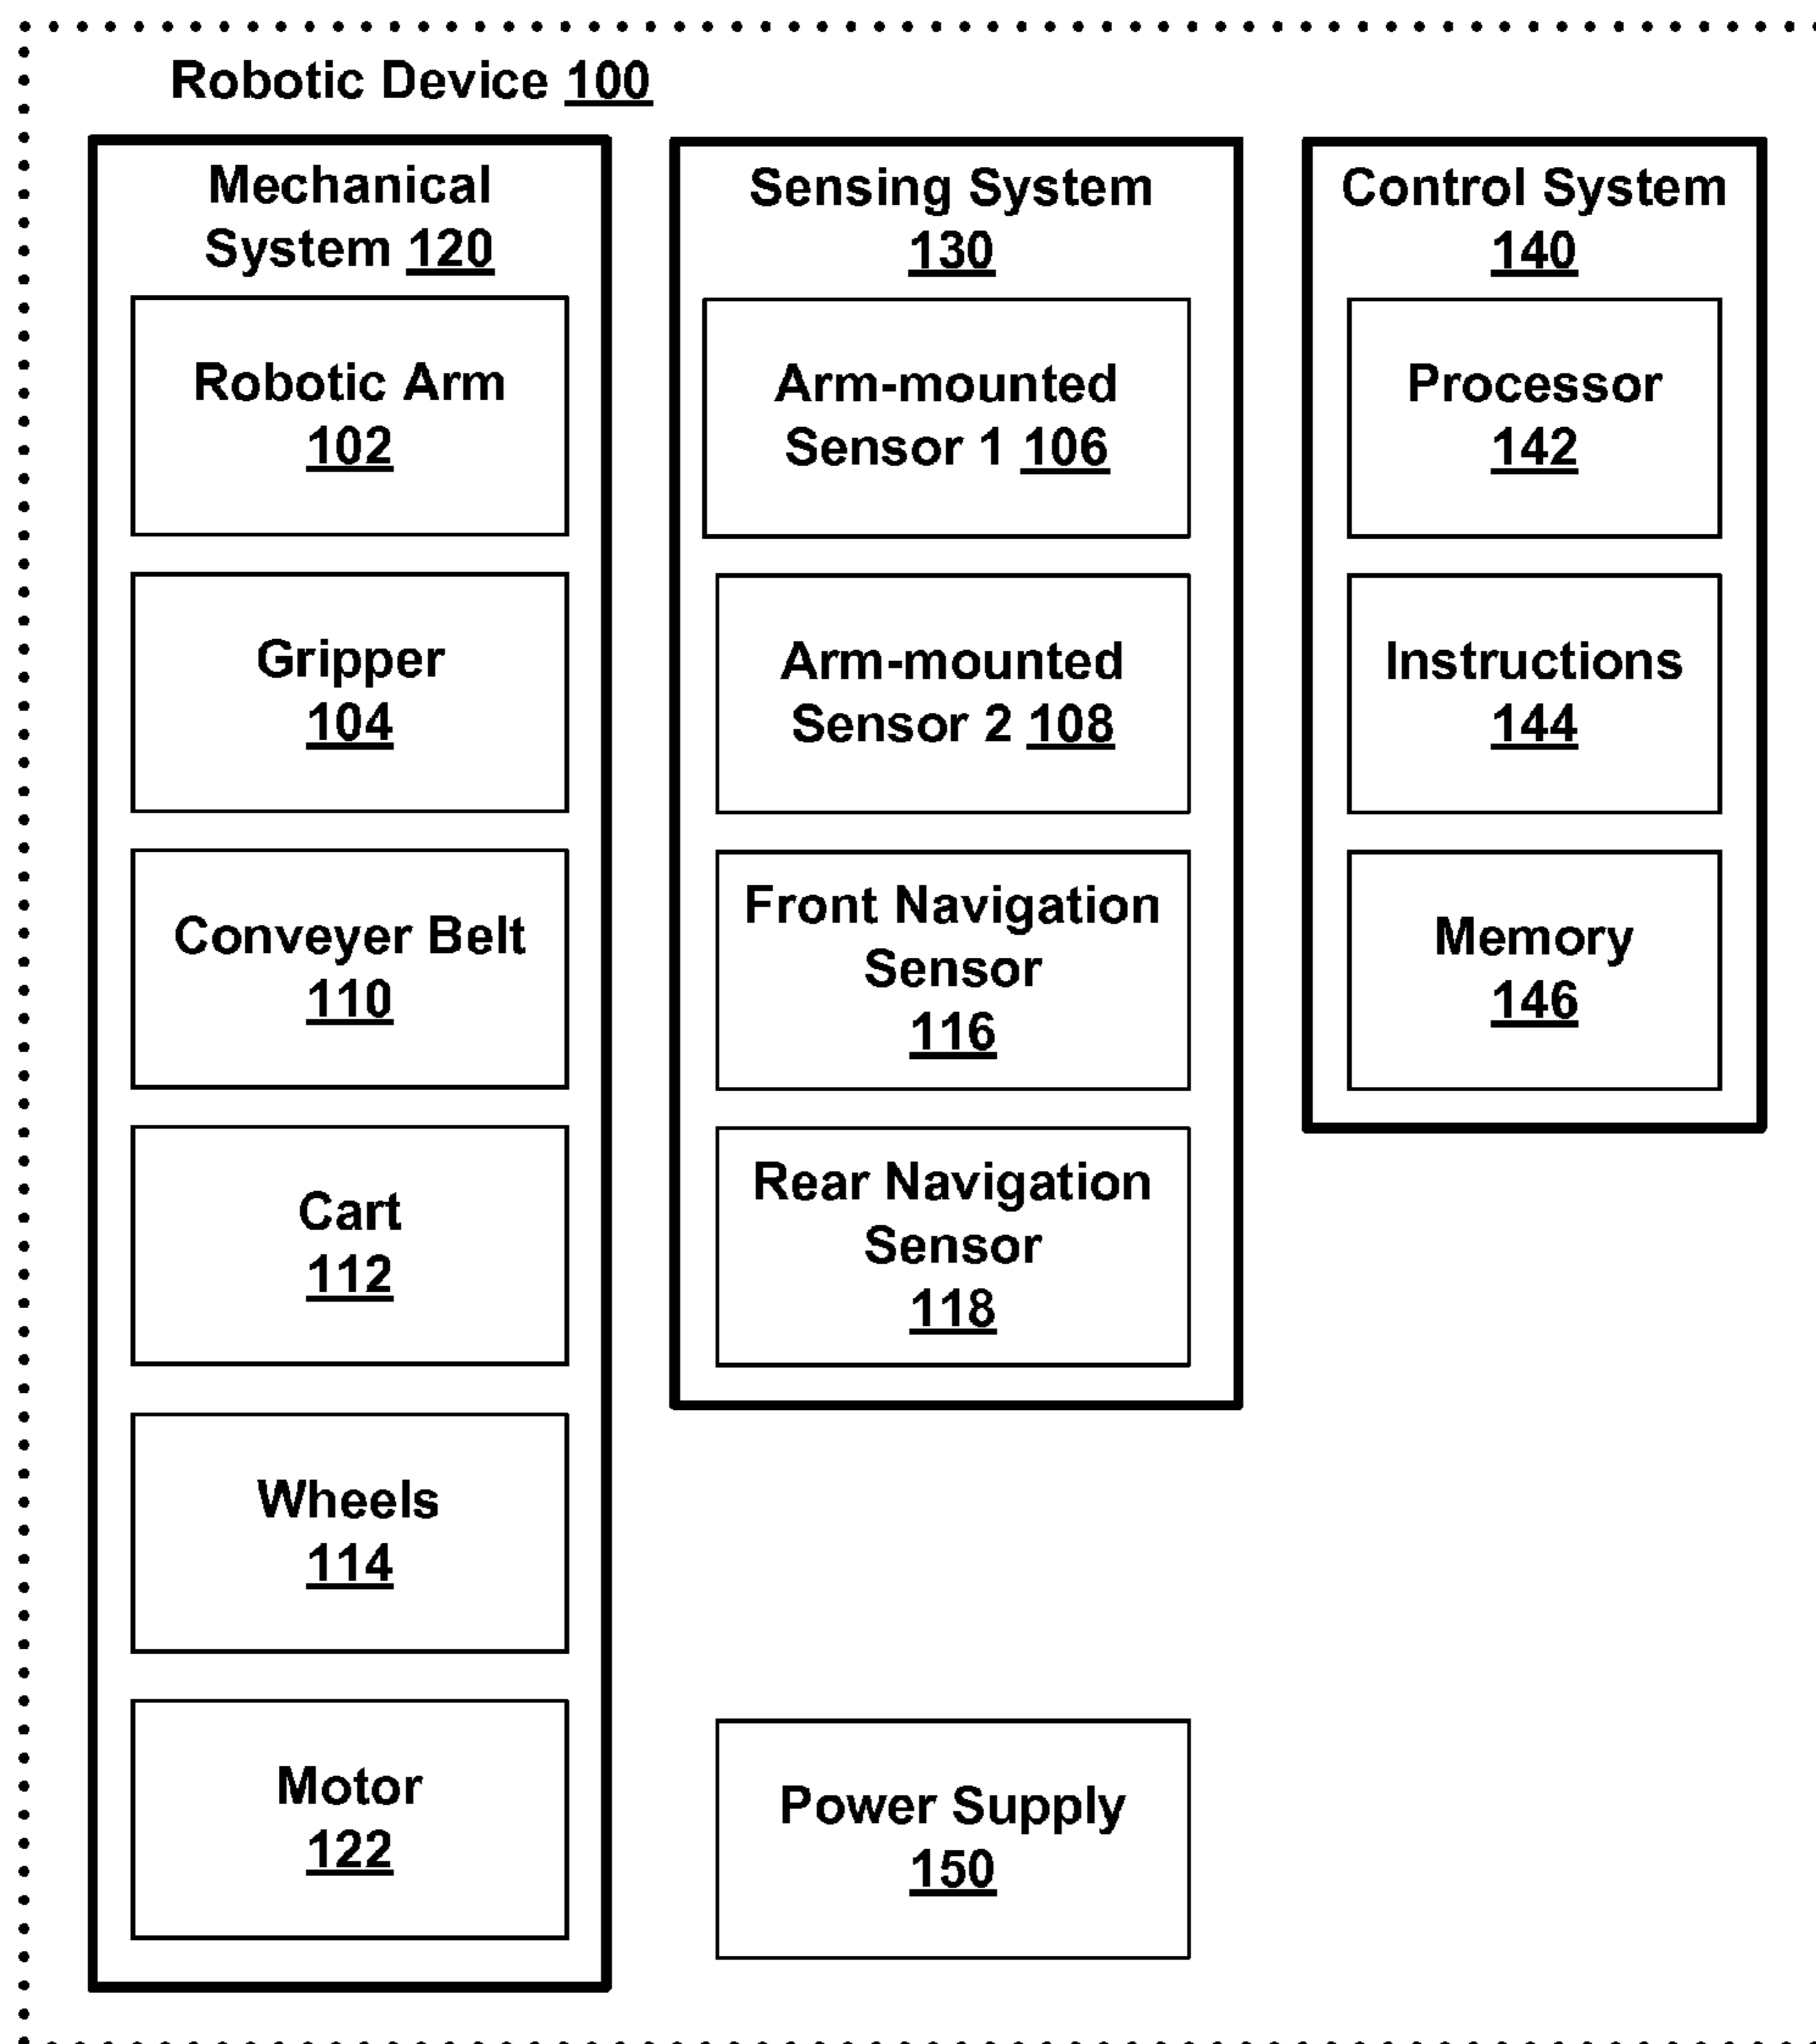 Robotic Device 100
Mechanical
System 120
Robotic Arm
102
Gripper
104
Conveyer Belt
110
Cart
112
Wheels
114
Motor
122
Sensing System
130
Arm-mounted
Sensor 1 106
Arm-mounted
Sensor 2 108
Front Navigation
Sensor
116
Rear Navigation
Sensor
118
Power Supply
150
Control System
140
Processor
142
Instructions
144
Memory
146